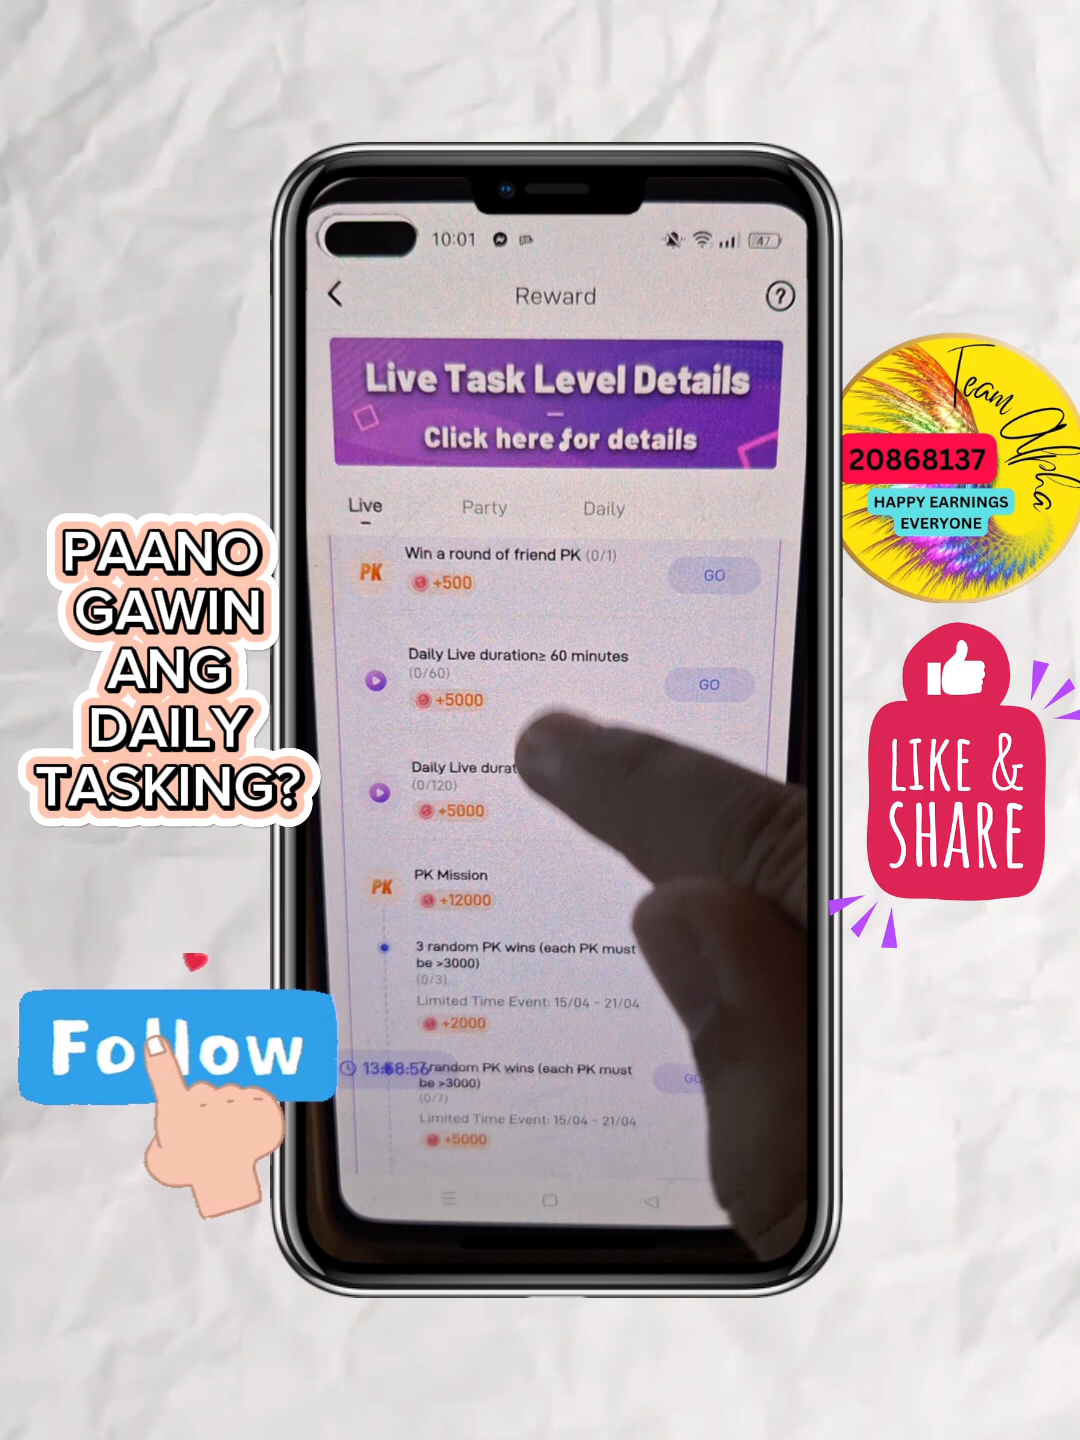 10:01
47
Reward
Live Task Level Details
Click here for details
Live Party Daily
PK
Win a round of friend PK (0/1)
+500
GO
Daily Live duration≥ 60 minutes
(0/60)
+5000
GO
Daily Live
(0/120)
+5000
PK
PK Mission
+12000
3 random PK wins (each PK must
be >3000)
(0/3)
Limited Time Event: 15/04 - 21/04
+2000
random PK wins (each PK must
be >3000)
(0/7)
Limited Time Event: 15/04 - 21/04
+5000
PAANO
GAWIN
ANG
DAILY
TASKING?
Follow
Team Alpha
20868137
HAPPY EARNINGS
EVERYONE
LIKE &
SHARE